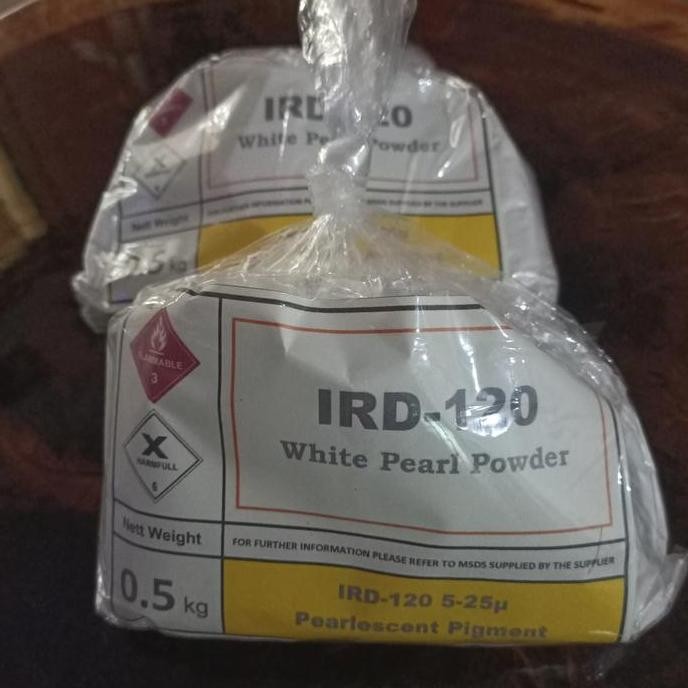 IRD-120
White Pearl Powder
Nett Weight
0.5 kg
FLAMMABLE
3
X
HARMFULL
6
IRD-120
White Pearl Powder
Nett Weight
FOR FURTHER INFORMATION PLEASE REFER TO MSDS SUPPLIED BY THE SUPPLIER
0.5 kg
IRD-120 5-25µ
Pearlescent Pigment